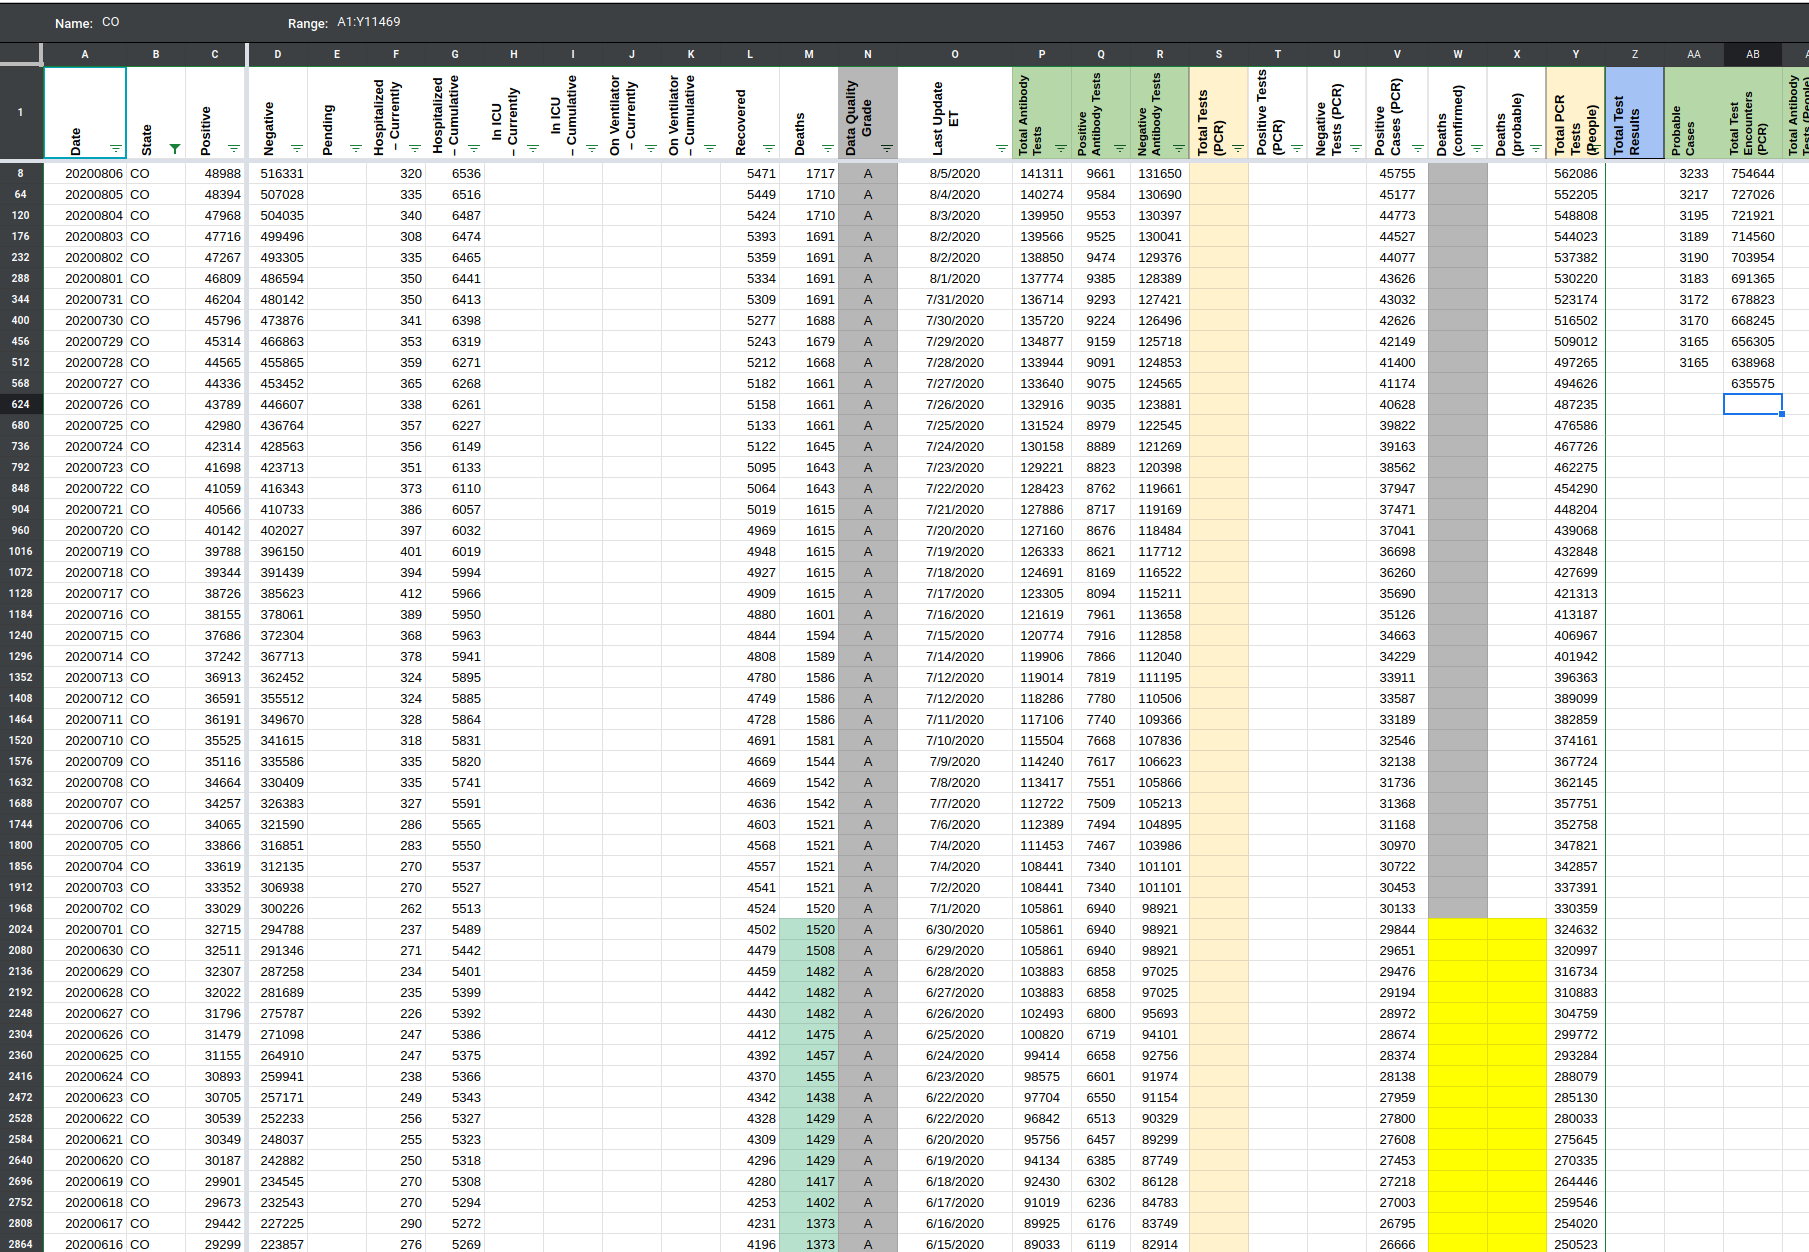 Name: CO Range: A1:Y11469
A B C D E F G H I J K L M N O P Q R S T U V W X Y Z AA AB
1 Date State Positive Negative Pending Hospitalized – Currently Hospitalized – Cumulative In ICU – Currently In ICU – Cumulative On Ventilator – Currently On Ventilator – Cumulative Recovered Deaths Data Quality Grade Last Update ET Total Antibody Tests Positive Antibody Tests Negative Antibody Tests Total Tests (PCR) Positive Tests (PCR) Negative Tests (PCR) Positive Cases (PCR) Deaths (confirmed) Deaths (probable) Total PCR Tests (People) Total Test Results Probable Cases Total Test Encounters (PCR) Total Antibody Tests (People)
8 20200806 CO 48988 516331 320 6536 5471 1717 A 8/5/2020 141311 9661 131650 45755 562086 3233 754644
64 20200805 CO 48394 507028 335 6516 5449 1710 A 8/4/2020 140274 9584 130690 45177 552205 3217 727026
120 20200804 CO 47968 504035 340 6487 5424 1710 A 8/3/2020 139950 9553 130397 44773 548808 3195 721921
176 20200803 CO 47716 499496 308 6474 5393 1691 A 8/2/2020 139566 9525 130041 44527 544023 3189 714560
232 20200802 CO 47267 493305 335 6465 5359 1691 A 8/2/2020 138850 9474 129376 44077 537382 3190 703954
288 20200801 CO 46809 486594 350 6441 5334 1691 A 8/1/2020 137774 9385 128389 43626 530220 3183 691365
344 20200731 CO 46204 480142 350 6413 5309 1691 A 7/31/2020 136714 9293 127421 43032 523174 3172 678823
400 20200730 CO 45796 473876 341 6398 5277 1688 A 7/30/2020 135720 9224 126496 42626 516502 3170 668245
456 20200729 CO 45314 466863 353 6319 5243 1679 A 7/29/2020 134877 9159 125718 42149 509012 3165 656305
512 20200728 CO 44565 455865 359 6271 5212 1668 A 7/28/2020 133944 9091 124853 41400 497265 3165 638968
568 20200727 CO 44336 453452 365 6268 5182 1661 A 7/27/2020 133640 9075 124565 41174 494626 635575
624 20200726 CO 43789 446607 338 6261 5158 1661 A 7/26/2020 132916 9035 123881 40628 487235
680 20200725 CO 42980 436764 357 6227 5133 1661 A 7/25/2020 131524 8979 122545 39822 476586
736 20200724 CO 42314 428563 356 6149 5122 1645 A 7/24/2020 130158 8889 121269 39163 467726
792 20200723 CO 41698 423713 351 6133 5095 1643 A 7/23/2020 129221 8823 120398 38562 462275
848 20200722 CO 41059 416343 373 6110 5064 1643 A 7/22/2020 128423 8762 119661 37947 454290
904 20200721 CO 40566 410733 386 6057 5019 1615 A 7/21/2020 127886 8717 119169 37471 448204
960 20200720 CO 40142 402027 397 6032 4969 1615 A 7/20/2020 127160 8676 118484 37041 439068
1016 20200719 CO 39788 396150 401 6019 4948 1615 A 7/19/2020 126333 8621 117712 36698 432848
1072 20200718 CO 39344 391439 394 5994 4927 1615 A 7/18/2020 124691 8169 116522 36260 427699
1128 20200717 CO 38726 385623 412 5966 4909 1615 A 7/17/2020 123305 8094 115211 35690 421313
1184 20200716 CO 38155 378061 389 5950 4880 1601 A 7/16/2020 121619 7961 113658 35126 413187
1240 20200715 CO 37686 372304 368 5963 4844 1594 A 7/15/2020 120774 7916 112858 34663 406967
1296 20200714 CO 37242 367713 378 5941 4808 1589 A 7/14/2020 119906 7866 112040 34229 401942
1352 20200713 CO 36913 362452 324 5895 4780 1586 A 7/12/2020 119014 7819 111195 33911 396363
1408 20200712 CO 36591 355512 324 5885 4749 1586 A 7/12/2020 118286 7780 110506 33587 389099
1464 20200711 CO 36191 349670 328 5864 4728 1586 A 7/11/2020 117106 7740 109366 33189 382859
1520 20200710 CO 35525 341615 318 5831 4691 1581 A 7/10/2020 115504 7668 107836 32546 374161
1576 20200709 CO 35116 335586 335 5820 4669 1544 A 7/9/2020 114240 7617 106623 32138 367724
1632 20200708 CO 34664 330409 335 5741 4669 1542 A 7/8/2020 113417 7551 105866 31736 362145
1688 20200707 CO 34257 326383 327 5591 4636 1542 A 7/7/2020 112722 7509 105213 31368 357751
1744 20200706 CO 34065 321590 286 5565 4603 1521 A 7/6/2020 112389 7494 104895 31168 352758
1800 20200705 CO 33866 316851 283 5550 4568 1521 A 7/4/2020 111453 7467 103986 30970 347821
1856 20200704 CO 33619 312135 270 5537 4557 1521 A 7/4/2020 108441 7340 101101 30722 342857
1912 20200703 CO 33352 306938 270 5527 4541 1521 A 7/2/2020 108441 7340 101101 30453 337391
1968 20200702 CO 33029 300226 262 5513 4524 1520 A 7/1/2020 105861 6940 98921 30133 330359
2024 20200701 CO 32715 294788 237 5489 4502 1520 A 6/30/2020 105861 6940 98921 29844 324632
2080 20200630 CO 32511 291346 271 5442 4479 1508 A 6/29/2020 105861 6940 98921 29651 320997
2136 20200629 CO 32307 287258 234 5401 4459 1482 A 6/28/2020 103883 6858 97025 29476 316734
2192 20200628 CO 32022 281689 235 5399 4442 1482 A 6/27/2020 103883 6858 97025 29194 310883
2248 20200627 CO 31796 275787 226 5392 4430 1482 A 6/26/2020 102493 6800 95693 28972 304759
2304 20200626 CO 31479 271098 247 5386 4412 1475 A 6/25/2020 100820 6719 94101 28674 299772
2360 20200625 CO 31155 264910 247 5375 4392 1457 A 6/24/2020 99414 6658 92756 28374 293284
2416 20200624 CO 30893 259941 238 5366 4370 1455 A 6/23/2020 98575 6601 91974 28138 288079
2472 20200623 CO 30705 257171 249 5343 4342 1438 A 6/22/2020 97704 6550 91154 27959 285130
2528 20200622 CO 30539 252233 256 5327 4328 1429 A 6/22/2020 96842 6513 90329 27800 280033
2584 20200621 CO 30349 248037 255 5323 4309 1429 A 6/20/2020 95756 6457 89299 27608 275645
2640 20200620 CO 30187 242882 250 5318 4296 1429 A 6/19/2020 94134 6385 87749 27453 270335
2696 20200619 CO 29901 234545 270 5308 4280 1417 A 6/18/2020 92430 6302 86128 27218 264446
2752 20200618 CO 29673 232543 270 5294 4253 1402 A 6/17/2020 91019 6236 84783 27003 259546
2808 20200617 CO 29442 227225 290 5272 4231 1373 A 6/16/2020 89925 6176 83749 26795 254020
2864 20200616 CO 29299 223857 276 5269 4196 1373 A 6/15/2020 89033 6119 82914 26666 250523